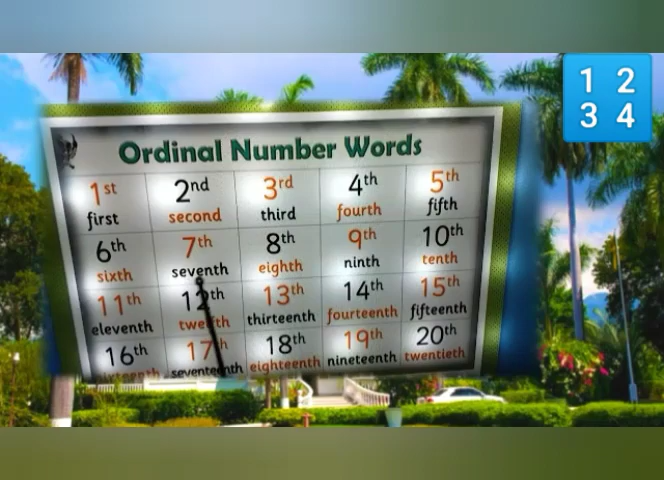 1 2
3 4
Ordinal Number Words
1st 2nd 3rd 4th 5th
first second third fourth fifth
6th 7th 8th 9th 10th
sixth seventh eighth ninth tenth
11th 12th 13th 14th 15th
eleventh twelfth thirteenth fourteenth fifteenth
16th 17th 18th 19th 20th
sixteenth seventeenth eighteenth nineteenth twentieth